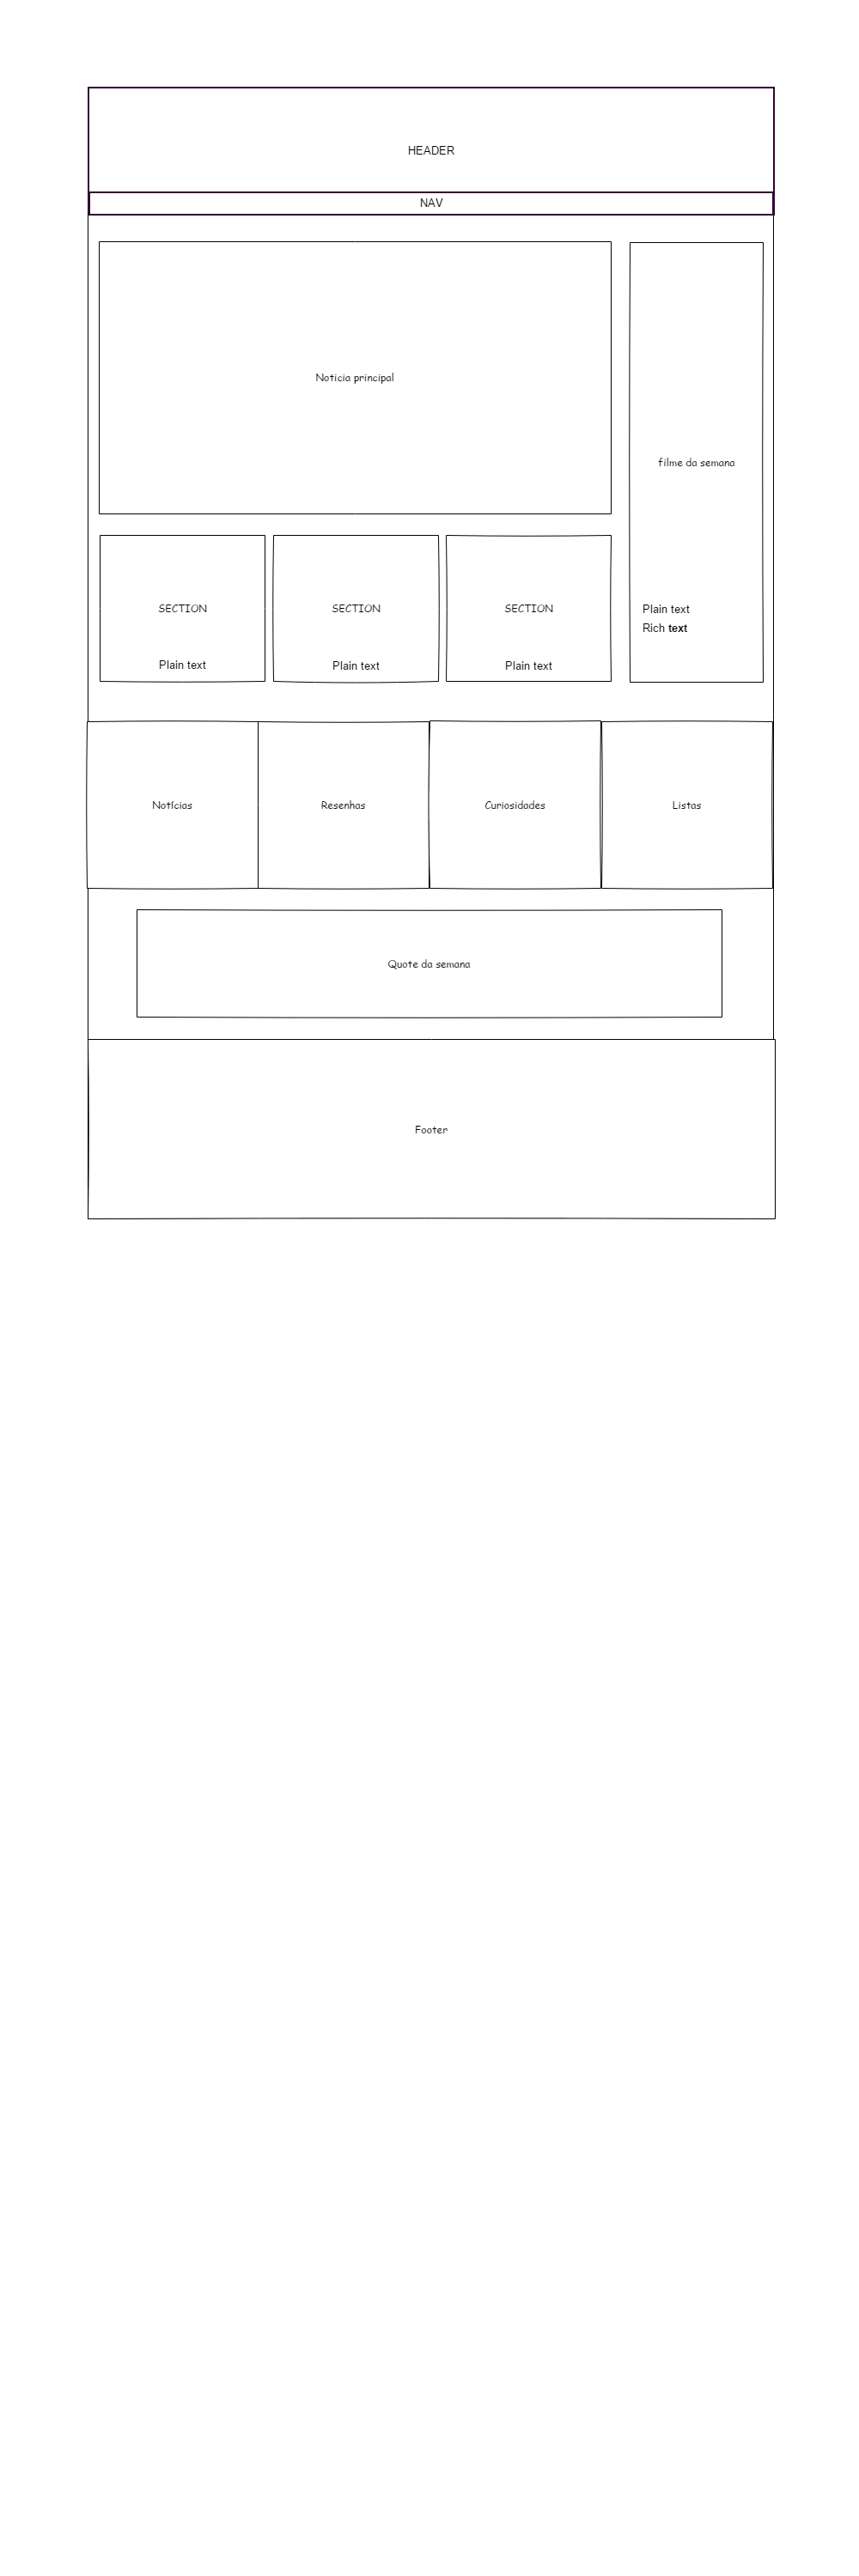 HEADER
NAV
Noticia principal
filme da semana
Plain text
Rich text
SECTION
Plain text
SECTION
Plain text
SECTION
Plain text
Notícias
Resenhas
Curiosidades
Listas
Quote da semana
Footer